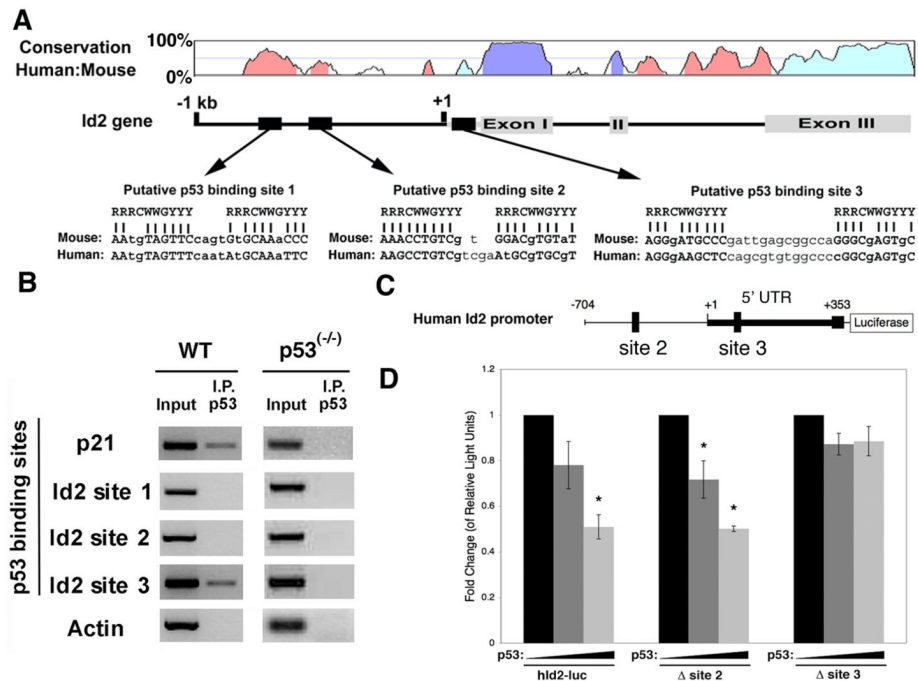 A
Conservation
Human:Mouse
100%
0%
-1 kb
+1
Id2 gene
Exon I
II
Exon III
Putative p53 binding site 1
RRRCWWGYYY RRRCWWGYYY
Mouse: AAtgTAGTTCcagtGtGCAAaCCC
Human: AAtgTAGTTTcaatAtGCAAaTTC
Putative p53 binding site 2
RRRCWWGYYY RRRCWWGYYY
Mouse: AAACCTGTCg t GGACgTGTaT
Human: AAGCCTGTCgtcgaAtGCgTGCgT
Putative p53 binding site 3
RRRCWWGYYY RRRCWWGYYY
Mouse: AGGgATGCCCgattgagcggccaGGGCgAGTgC
Human: AGGgAAGCTCcagcgtgtggccccGGCgAGTgC
B
WT
p53(-/-)
Input
I.P. p53
Input
I.P. p53
p53 binding sites
p21
Id2 site 1
Id2 site 2
Id2 site 3
Actin
C
Human Id2 promoter
-704
+1
5' UTR
+353
Luciferase
site 2
site 3
D
Fold Change (of Relative Light Units)
1.2
1
0.8
0.6
0.4
0.2
0
*
*
*
p53:
p53:
p53:
hId2-luc
Δ site 2
Δ site 3